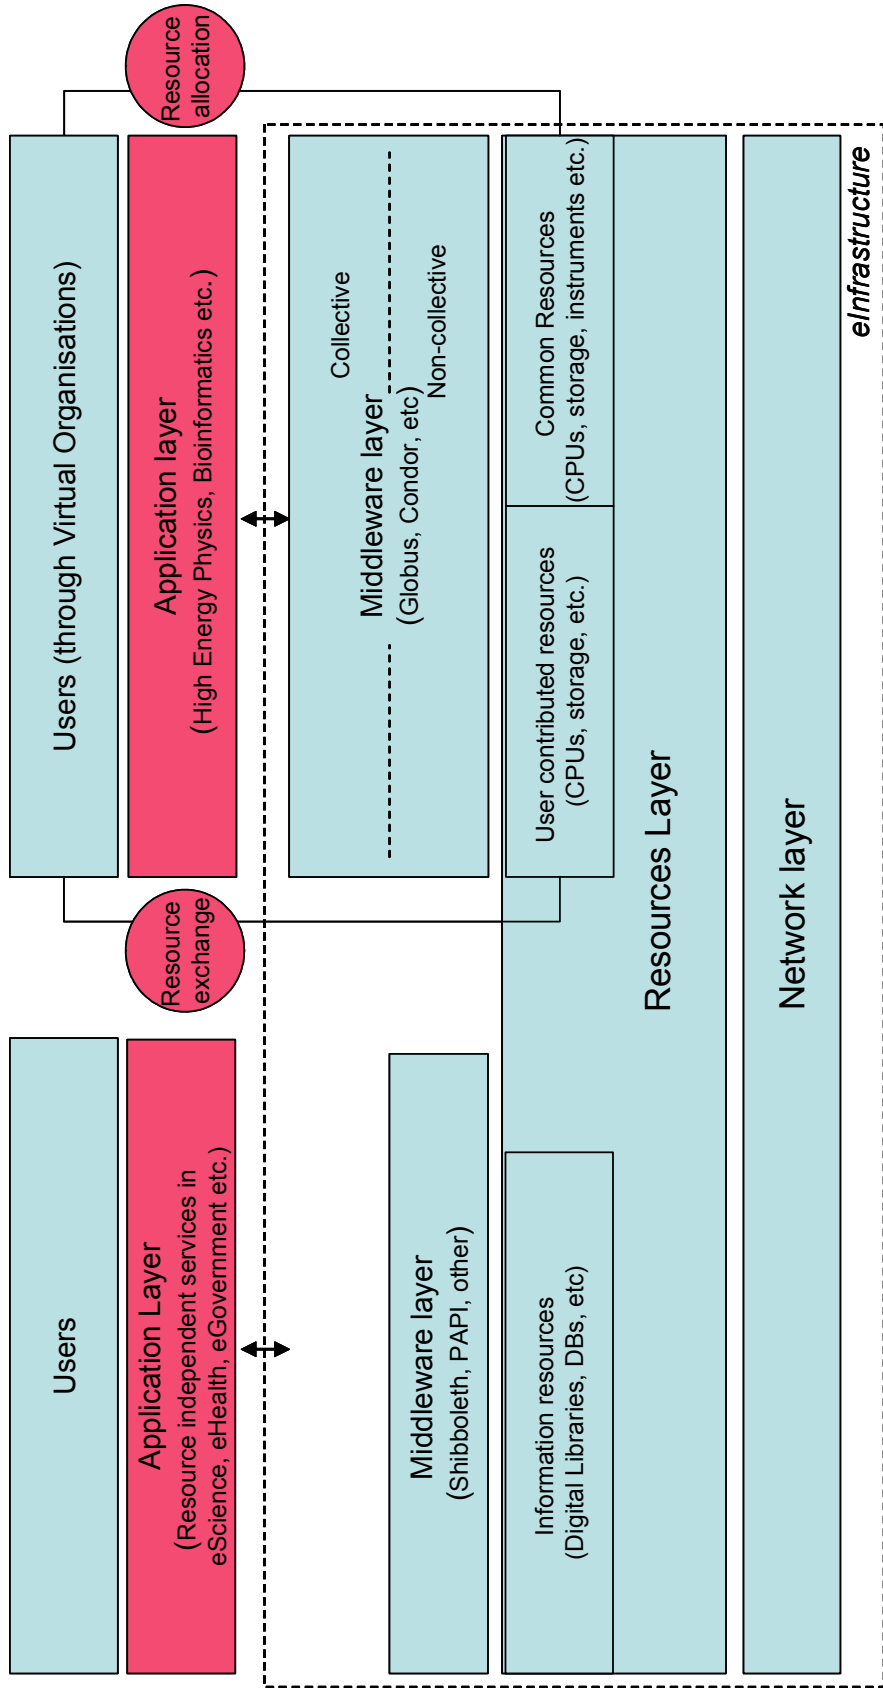 Users
Users (through Virtual Organisations)
Application Layer
(Resource independent services in
eScience, eHealth, eGovernment etc.)
Resource
exchange
Application layer
(High Energy Physics, Bioinformatics etc.)
Resource
allocation
Middleware layer
(Shibboleth, PAPI, other)
Collective
Middleware layer
(Globus, Condor, etc)
Non-collective
Information resources
(Digital Libraries, DBs, etc)
User contributed resources
(CPUs, storage, etc.)
Common Resources
(CPUs, storage, instruments etc.)
Resources Layer
Network layer
eInfrastructure